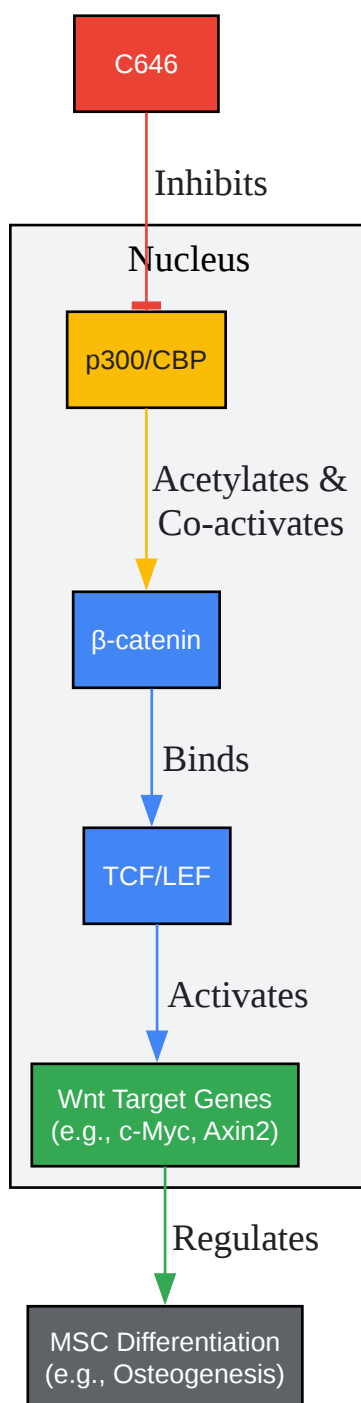 C646
Inhibits
Nucleus
p300/CBP
Acetylates &
Co-activates
β-catenin
Binds
TCF/LEF
Activates
Wnt Target Genes
(e.g., c-Myc, Axin2)
Regulates
MSC Differentiation
(e.g., Osteogenesis)